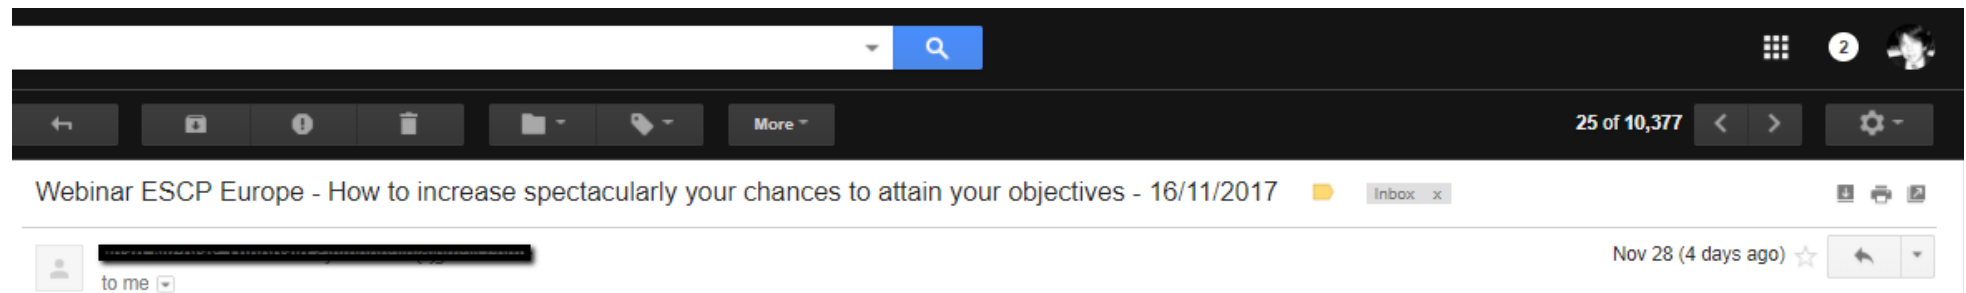 2
More
25 of 10,377
Webinar ESCP Europe - How to increase spectacularly your chances to attain your objectives - 16/11/2017
Inbox x
Nov 28 (4 days ago)
to me